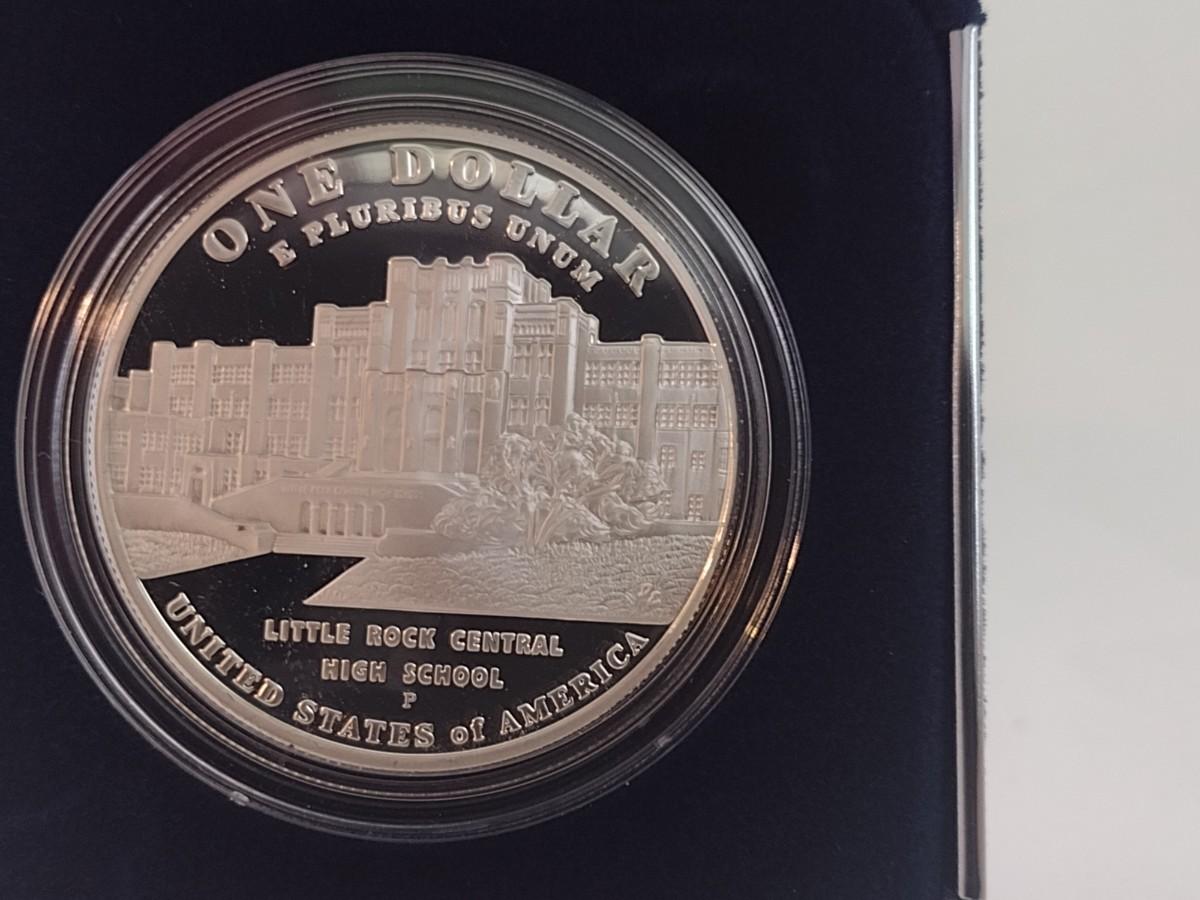 ONE DOLLAR
E PLURIBUS UNUM
LITTLE ROCK CENTRAL
HIGH SCHOOL
P
UNITED STATES of AMERICA